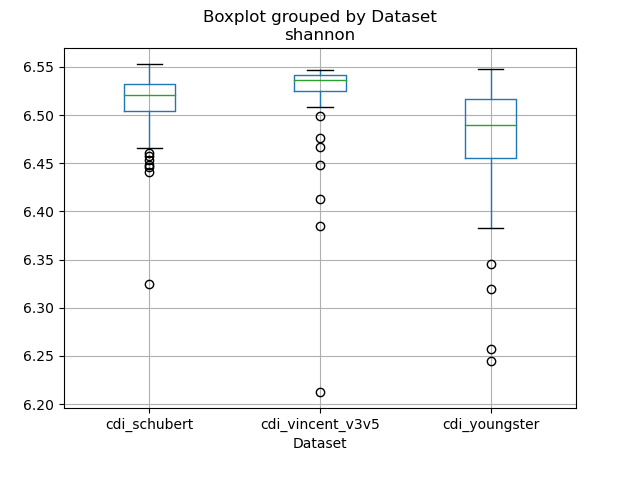 Boxplot grouped by Dataset
shannon
6.55
6.50
6.45
6.40
6.35
6.30
6.25
6.20
cdi_schubert
cdi_vincent_v3v5
cdi_youngster
Dataset